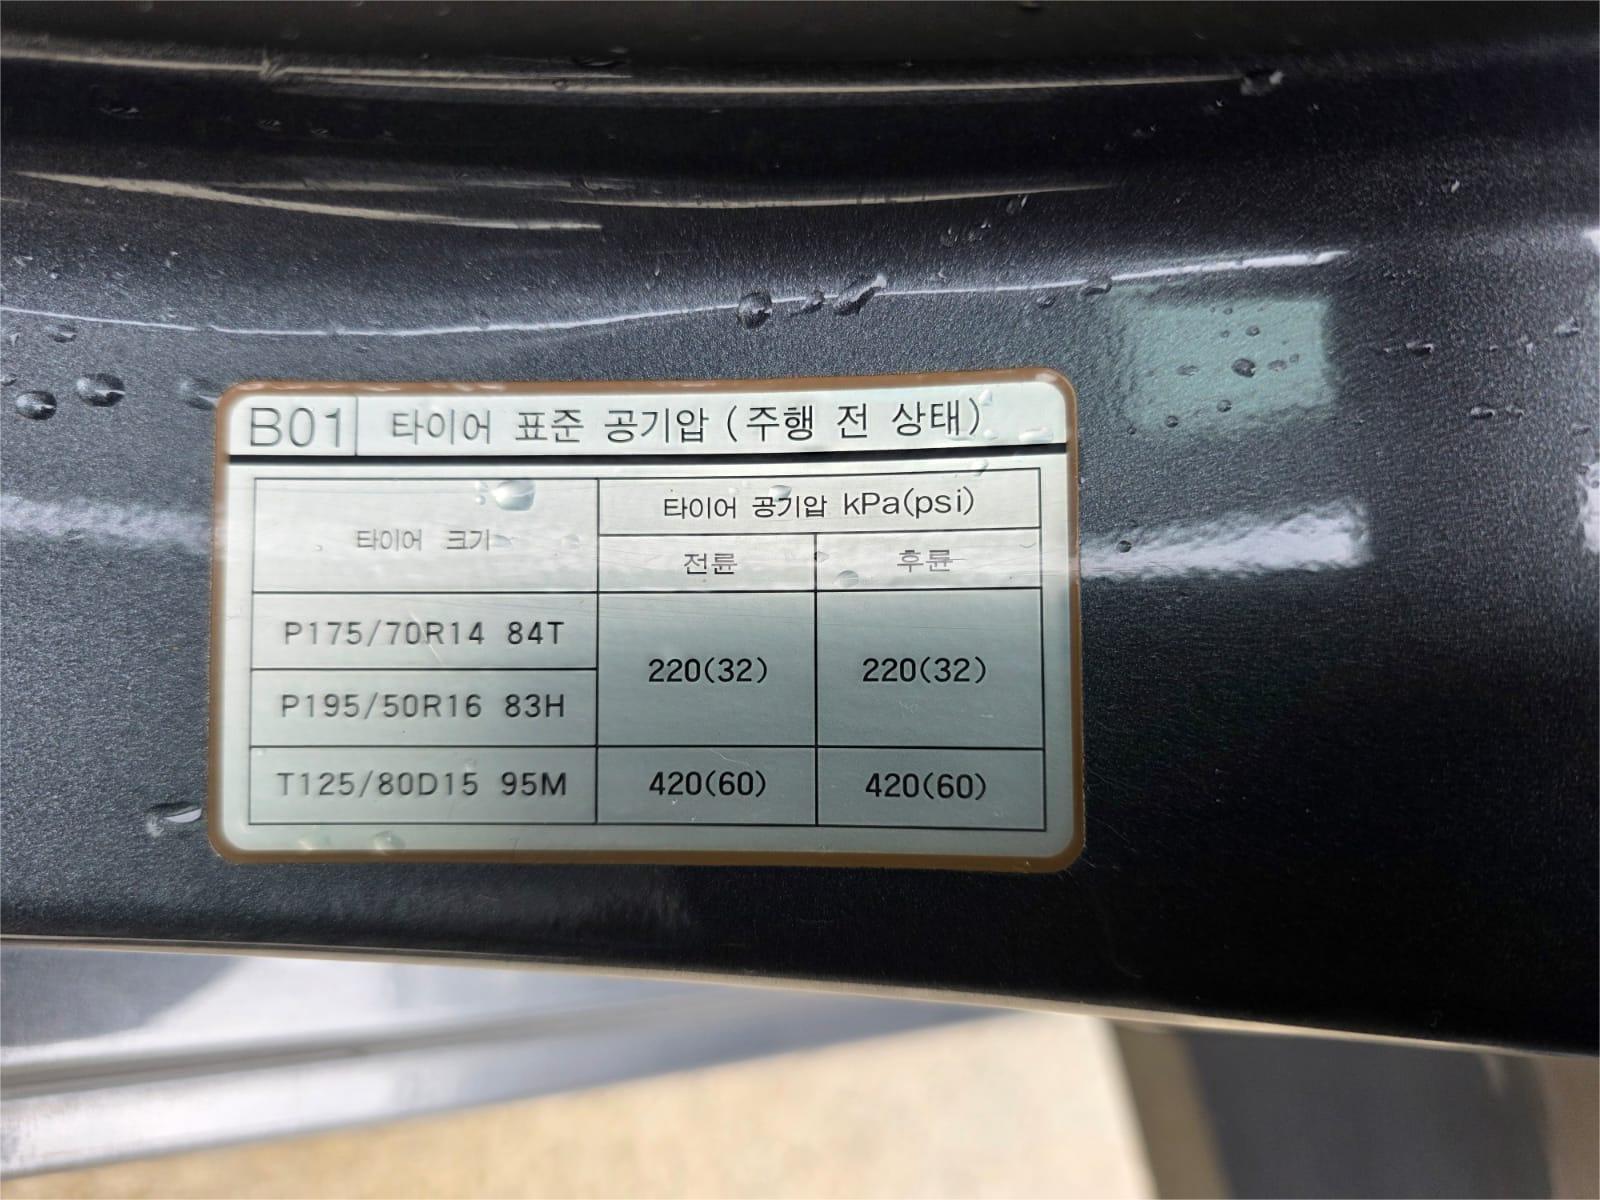 B01 타이어 표준 공기압 (주행 전 상태)
타이어 크기
타이어 공기압 kPa(psi)
전륜 후륜
P175/70R14 84T
220(32) 220(32)
P195/50R16 83H
T125/80D15 95M 420(60) 420(60)